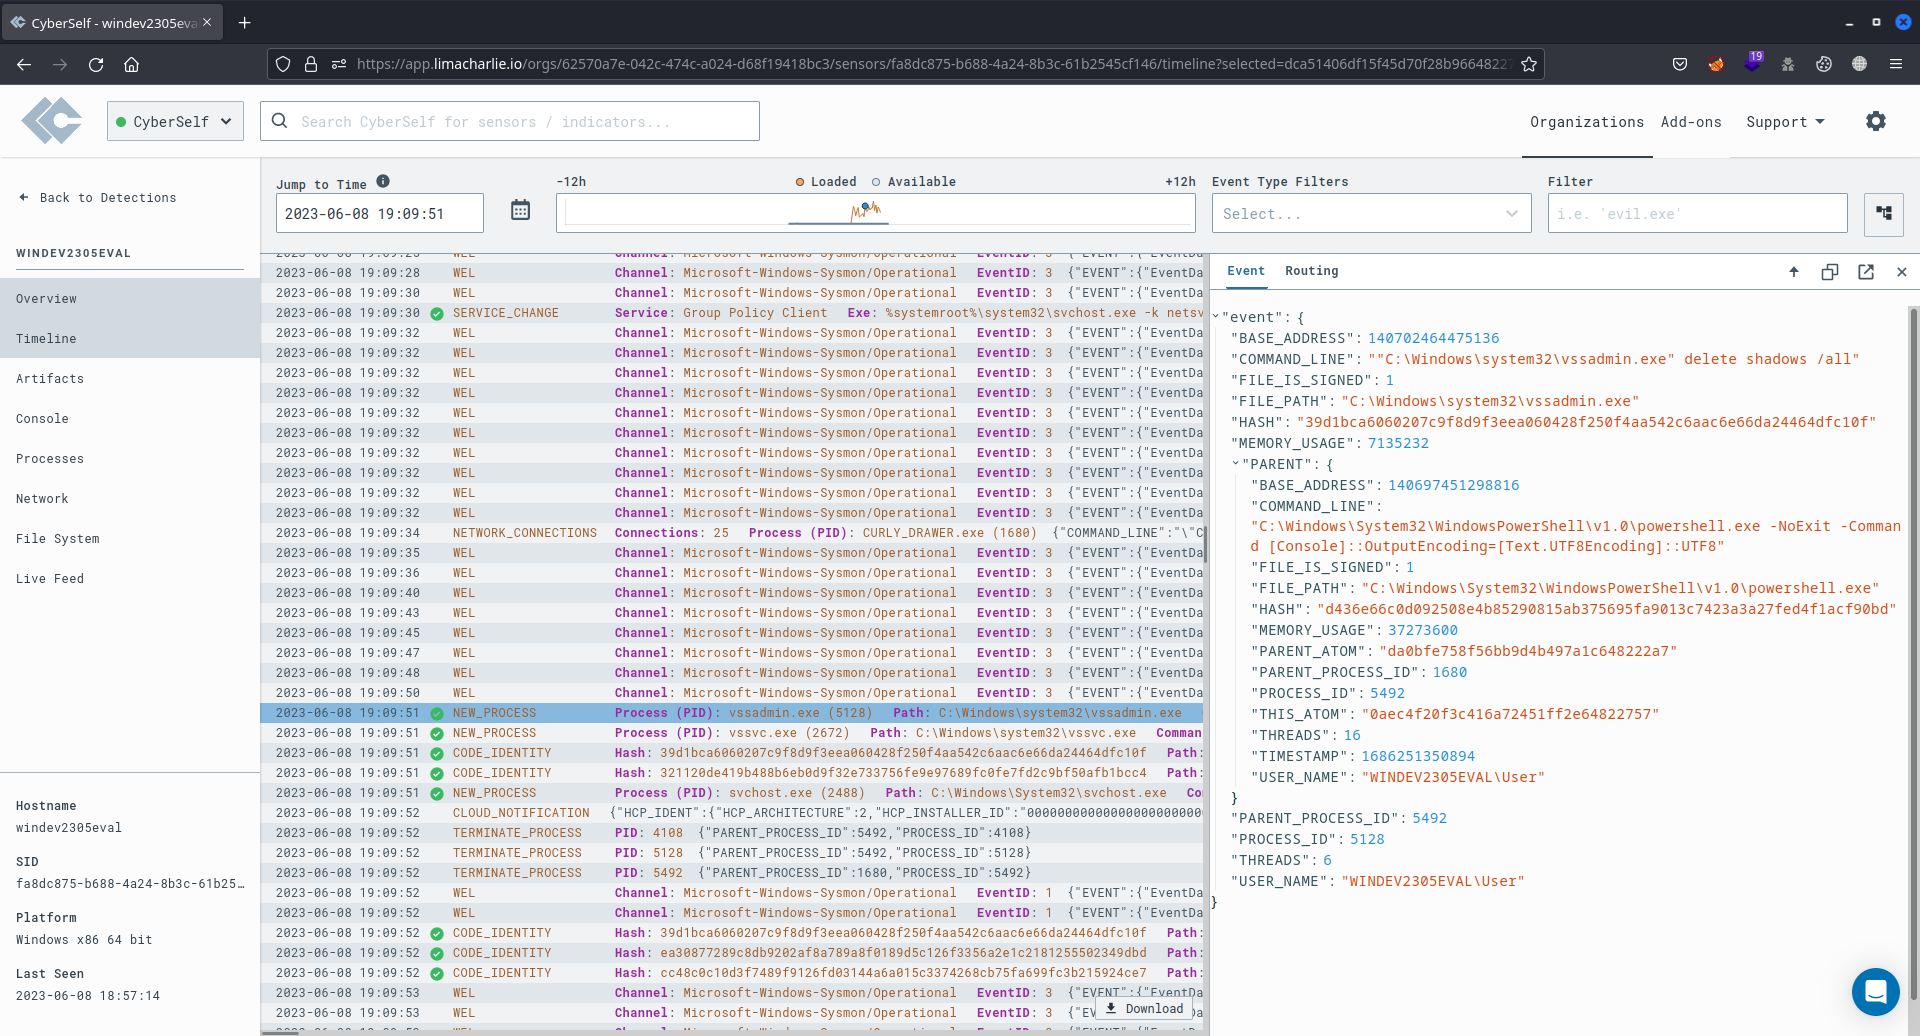 CyberSelf - windev2305eva
https://app.limacharlie.io/orgs/62570a7e-042c-474c-a024-d68f19418bc3/sensors/fa8dc875-b688-4a24-8b3c-61b2545cf146/timeline?selected=dca51406df15f45d70f28b9664822
19
CyberSelf
Search CyberSelf for sensors / indicators...
Organizations
Add-ons
Support
Back to Detections
WINDEV2305EVAL
Overview
Timeline
Artifacts
Console
Processes
Network
File System
Live Feed
Hostname
windev2305eval
SID
fa8dc875-b688-4a24-8b3c-61b25…
Platform
Windows x86 64 bit
Last Seen
2023-06-08 18:57:14
Jump to Time
2023-06-08 19:09:51
-12h
Loaded
Available
+12h
Event Type Filters
Select...
Filter
i.e. 'evil.exe'
2023-06-08 19:09:28 WEL Channel: Microsoft-Windows-Sysmon/Operational EventID: 3 {"EVENT":{"EventDa
2023-06-08 19:09:30 WEL Channel: Microsoft-Windows-Sysmon/Operational EventID: 3 {"EVENT":{"EventDa
2023-06-08 19:09:30 SERVICE_CHANGE Service: Group Policy Client Exe: %systemroot%\system32\svchost.exe -k netsv
2023-06-08 19:09:32 WEL Channel: Microsoft-Windows-Sysmon/Operational EventID: 3 {"EVENT":{"EventDa
2023-06-08 19:09:32 WEL Channel: Microsoft-Windows-Sysmon/Operational EventID: 3 {"EVENT":{"EventDa
2023-06-08 19:09:32 WEL Channel: Microsoft-Windows-Sysmon/Operational EventID: 3 {"EVENT":{"EventDa
2023-06-08 19:09:32 WEL Channel: Microsoft-Windows-Sysmon/Operational EventID: 3 {"EVENT":{"EventDa
2023-06-08 19:09:32 WEL Channel: Microsoft-Windows-Sysmon/Operational EventID: 3 {"EVENT":{"EventDa
2023-06-08 19:09:32 WEL Channel: Microsoft-Windows-Sysmon/Operational EventID: 3 {"EVENT":{"EventDa
2023-06-08 19:09:32 WEL Channel: Microsoft-Windows-Sysmon/Operational EventID: 3 {"EVENT":{"EventDa
2023-06-08 19:09:32 WEL Channel: Microsoft-Windows-Sysmon/Operational EventID: 3 {"EVENT":{"EventDa
2023-06-08 19:09:32 WEL Channel: Microsoft-Windows-Sysmon/Operational EventID: 3 {"EVENT":{"EventDa
2023-06-08 19:09:32 WEL Channel: Microsoft-Windows-Sysmon/Operational EventID: 3 {"EVENT":{"EventDa
2023-06-08 19:09:34 NETWORK_CONNECTIONS Connections: 25 Process (PID): CURLY_DRAWER.exe (1680) {"COMMAND_LINE":"\"C
2023-06-08 19:09:35 WEL Channel: Microsoft-Windows-Sysmon/Operational EventID: 3 {"EVENT":{"EventDa
2023-06-08 19:09:36 WEL Channel: Microsoft-Windows-Sysmon/Operational EventID: 3 {"EVENT":{"EventDa
2023-06-08 19:09:40 WEL Channel: Microsoft-Windows-Sysmon/Operational EventID: 3 {"EVENT":{"EventDa
2023-06-08 19:09:43 WEL Channel: Microsoft-Windows-Sysmon/Operational EventID: 3 {"EVENT":{"EventDa
2023-06-08 19:09:45 WEL Channel: Microsoft-Windows-Sysmon/Operational EventID: 3 {"EVENT":{"EventDa
2023-06-08 19:09:47 WEL Channel: Microsoft-Windows-Sysmon/Operational EventID: 3 {"EVENT":{"EventDa
2023-06-08 19:09:48 WEL Channel: Microsoft-Windows-Sysmon/Operational EventID: 3 {"EVENT":{"EventDa
2023-06-08 19:09:50 WEL Channel: Microsoft-Windows-Sysmon/Operational EventID: 3 {"EVENT":{"EventDa
2023-06-08 19:09:51 NEW_PROCESS Process (PID): vssadmin.exe (5128) Path: C:\Windows\system32\vssadmin.exe
2023-06-08 19:09:51 NEW_PROCESS Process (PID): vssvc.exe (2672) Path: C:\Windows\system32\vssvc.exe Comman
2023-06-08 19:09:51 CODE_IDENTITY Hash: 39d1bca6060207c9f8d9f3eea060428f250f4aa542c6aac6e66da24464dfc10f Path:
2023-06-08 19:09:51 CODE_IDENTITY Hash: 321120de419b488b6eb0d9f32e733756fe9e97689fc0fe7fd2c9bf50afb1bcc4 Path:
2023-06-08 19:09:51 NEW_PROCESS Process (PID): svchost.exe (2488) Path: C:\Windows\System32\svchost.exe Co
2023-06-08 19:09:52 CLOUD_NOTIFICATION {"HCP_IDENT":{"HCP_ARCHITECTURE":2,"HCP_INSTALLER_ID":"00000000000000000000000
2023-06-08 19:09:52 TERMINATE_PROCESS PID: 4108 {"PARENT_PROCESS_ID":5492,"PROCESS_ID":4108}
2023-06-08 19:09:52 TERMINATE_PROCESS PID: 5128 {"PARENT_PROCESS_ID":5492,"PROCESS_ID":5128}
2023-06-08 19:09:52 TERMINATE_PROCESS PID: 5492 {"PARENT_PROCESS_ID":1680,"PROCESS_ID":5492}
2023-06-08 19:09:52 WEL Channel: Microsoft-Windows-Sysmon/Operational EventID: 1 {"EVENT":{"EventDa
2023-06-08 19:09:52 WEL Channel: Microsoft-Windows-Sysmon/Operational EventID: 1 {"EVENT":{"EventDa
2023-06-08 19:09:52 CODE_IDENTITY Hash: 39d1bca6060207c9f8d9f3eea060428f250f4aa542c6aac6e66da24464dfc10f Path:
2023-06-08 19:09:52 CODE_IDENTITY Hash: ea30877289c8db9202af8a789a8f0189d5c126f3356a2e1c2181255502349dbd Path:
2023-06-08 19:09:52 CODE_IDENTITY Hash: cc48c0c10d3f7489f9126fd03144a6a015c3374268cb75fa699fc3b215924ce7 Path:
2023-06-08 19:09:53 WEL Channel: Microsoft-Windows-Sysmon/Operational EventID: 3 {"EVENT":{"EventDa
2023-06-08 19:09:53 WEL Channel: Microsoft-Windows-Sysmon/Operational EventID: 3 {"EV
Download
Event
Routing
"event": {
"BASE_ADDRESS": 140702464475136
"COMMAND_LINE": ""C:\Windows\system32\vssadmin.exe" delete shadows /all"
"FILE_IS_SIGNED": 1
"FILE_PATH": "C:\Windows\system32\vssadmin.exe"
"HASH": "39d1bca6060207c9f8d9f3eea060428f250f4aa542c6aac6e66da24464dfc10f"
"MEMORY_USAGE": 7135232
"PARENT": {
"BASE_ADDRESS": 140697451298816
"COMMAND_LINE":
"C:\Windows\System32\WindowsPowerShell\v1.0\powershell.exe -NoExit -Comman
d [Console]::OutputEncoding=[Text.UTF8Encoding]::UTF8"
"FILE_IS_SIGNED": 1
"FILE_PATH": "C:\Windows\System32\WindowsPowerShell\v1.0\powershell.exe"
"HASH": "d436e66c0d092508e4b85290815ab375695fa9013c7423a3a27fed4f1acf90bd"
"MEMORY_USAGE": 37273600
"PARENT_ATOM": "da0bfe758f56bb9d4b497a1c648222a7"
"PARENT_PROCESS_ID": 1680
"PROCESS_ID": 5492
"THIS_ATOM": "0aec4f20f3c416a72451ff2e64822757"
"THREADS": 16
"TIMESTAMP": 1686251350894
"USER_NAME": "WINDEV2305EVAL\User"
}
"PARENT_PROCESS_ID": 5492
"PROCESS_ID": 5128
"THREADS": 6
"USER_NAME": "WINDEV2305EVAL\User"
}